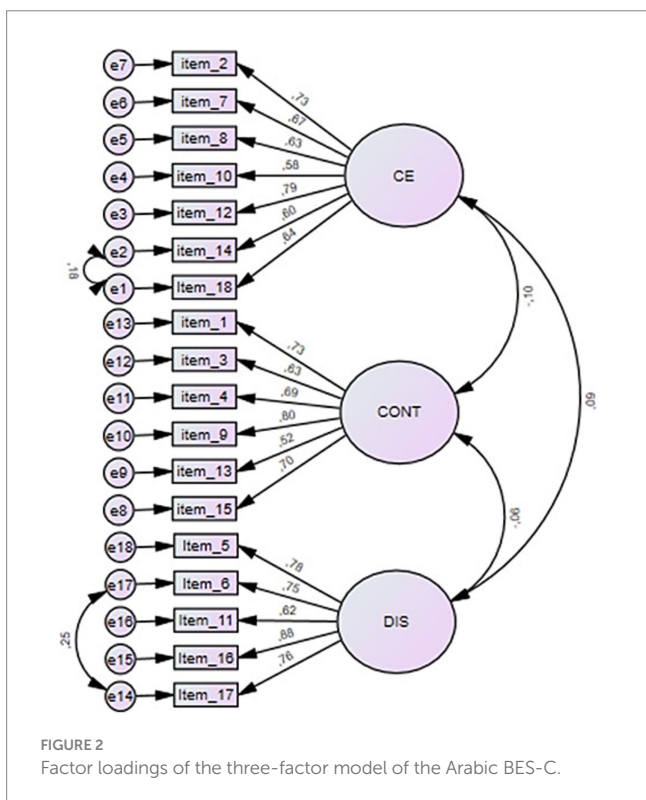 e7 item_2 ,73
e6 item_7 ,67
e5 item_8 ,63
e4 item_10 ,58
e3 item_12 ,79
e2 item_14 ,60
e1 Item_18 ,64
,18
CE
e13 item_1 ,73
e12 item_3 ,63
e11 item_4 ,69
e10 item_9 ,80
e9 item_13 ,52
e8 item_15 ,70
CONT
-,10
,09
e18 Item_5 ,78
e17 Item_6 ,75
e16 Item_11 ,62
e15 Item_16 ,88
e14 Item_17 ,76
,25
DIS
-,06
FIGURE 2
Factor loadings of the three-factor model of the Arabic BES-C.